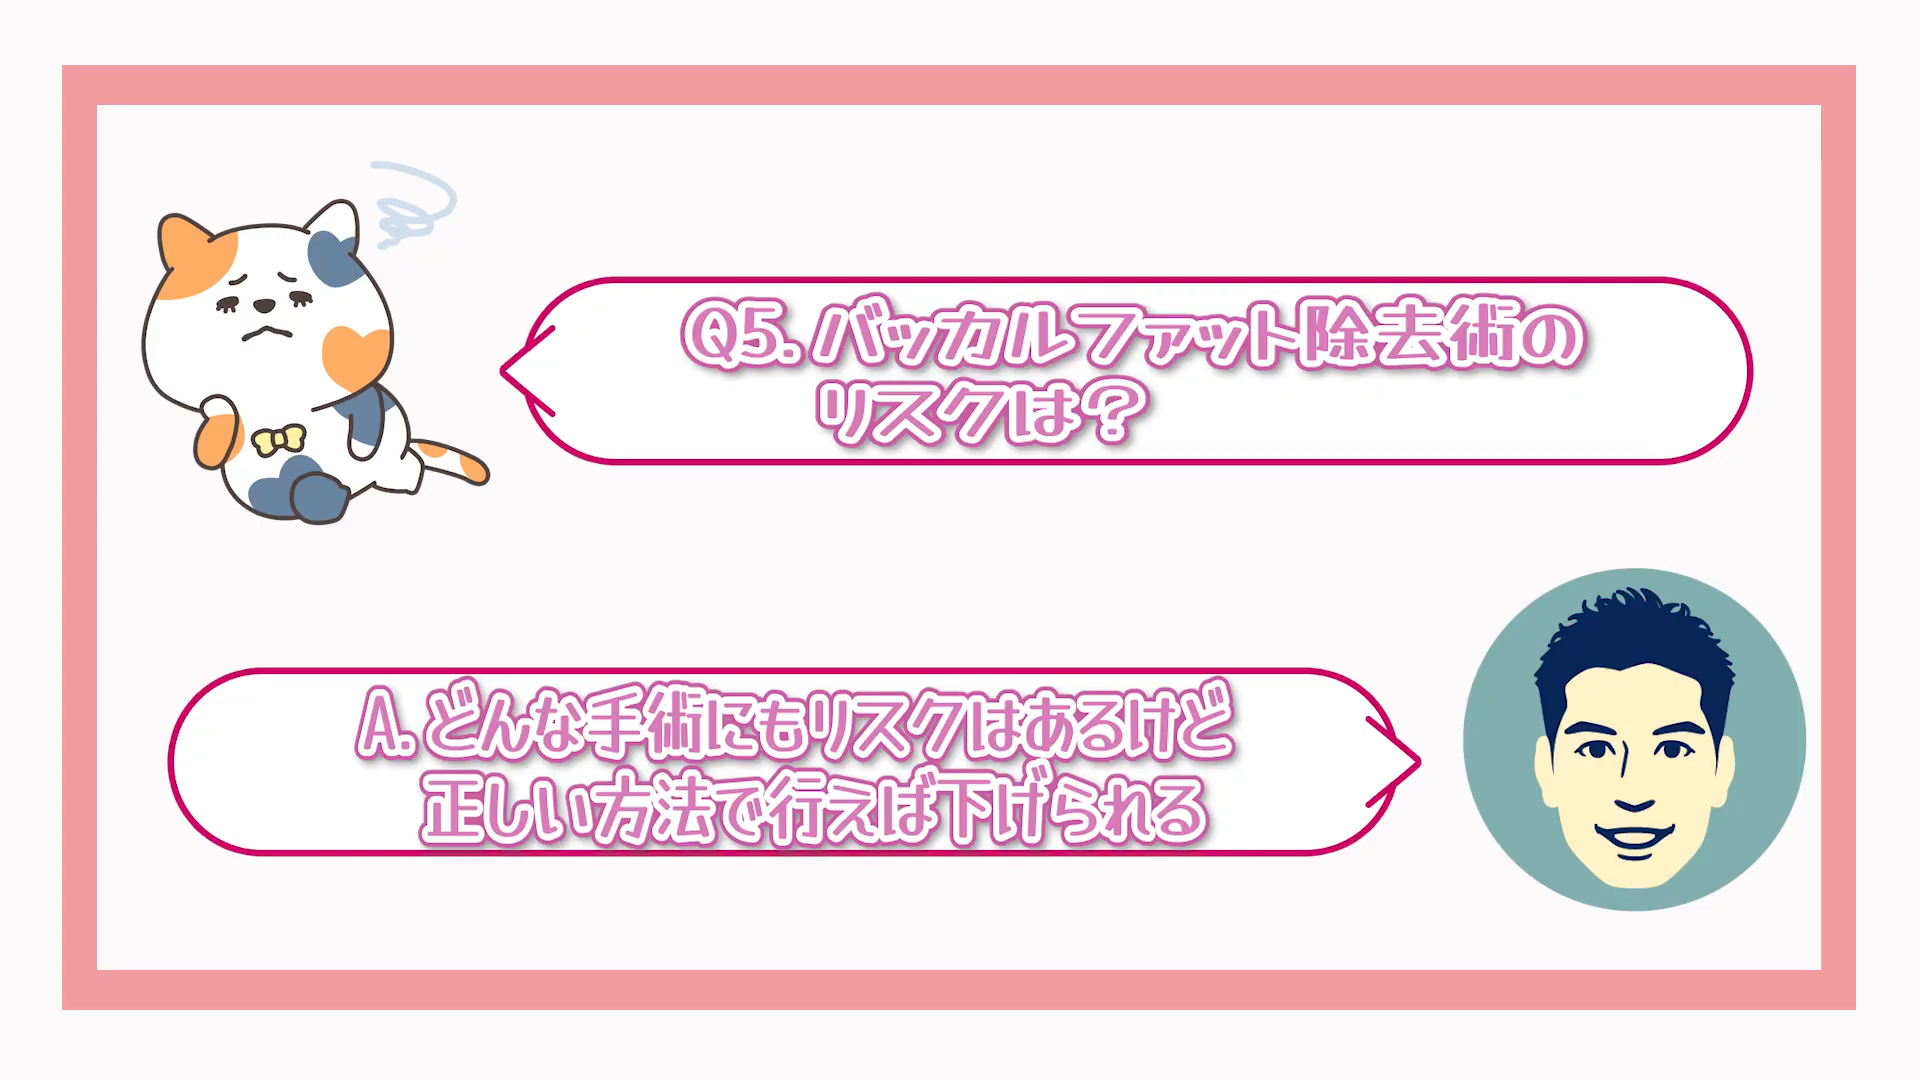 Q5.バッカルファット除去術の
リスクは?
A.どんな手術にもリスクはあるけど
正しい方法で行えば下げられる